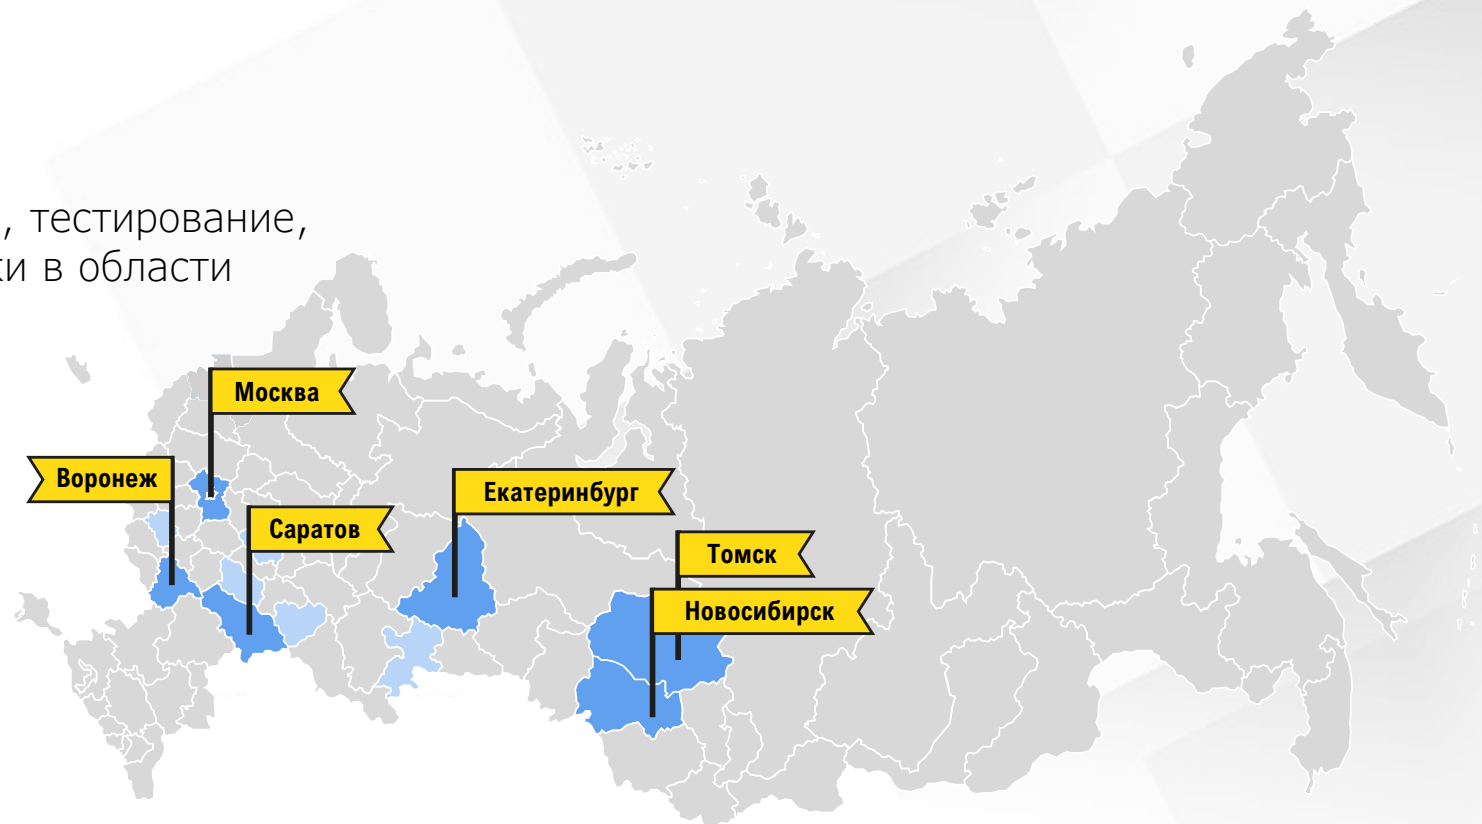 , тестирование,
ки в области
Москва
Воронеж
Екатеринбург
Саратов
Томск
Новосибирск